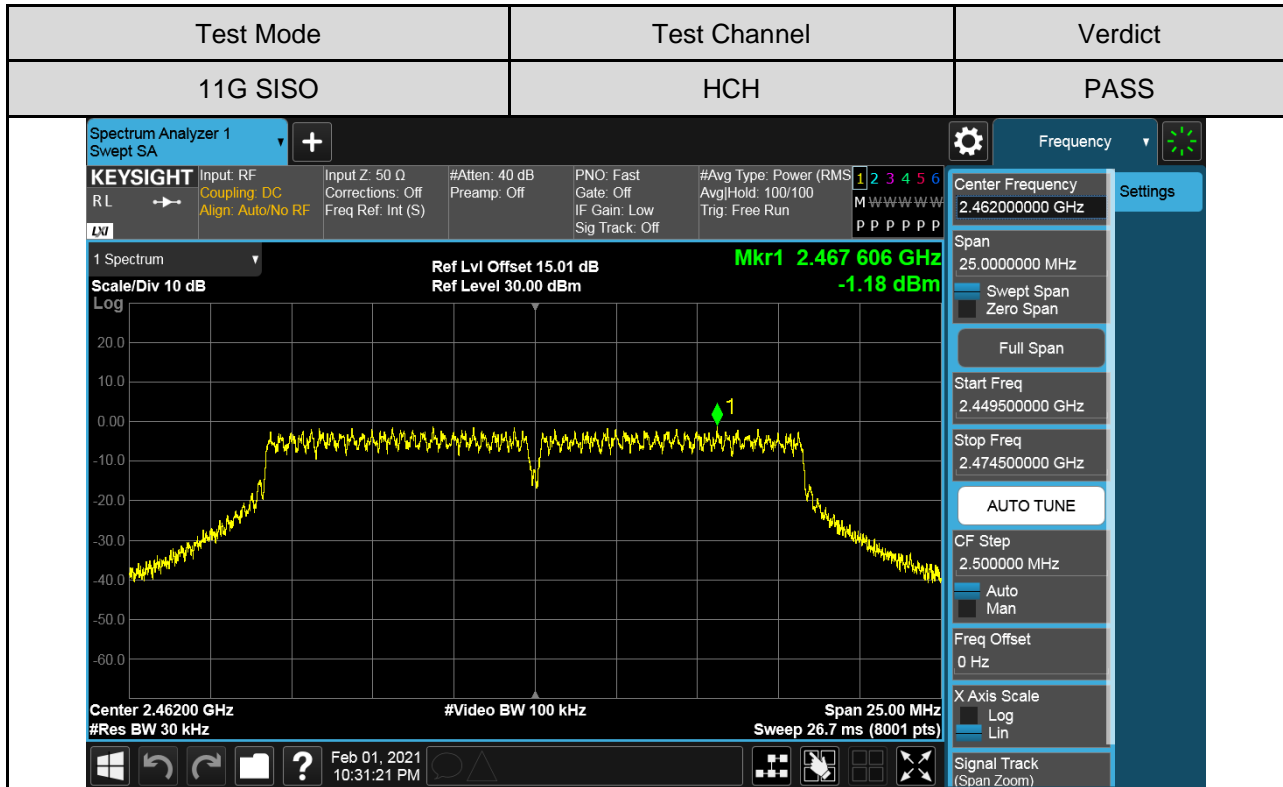 Test Mode Test Channel Verdict
11G SISO HCH PASS
Spectrum Analyzer 1
Swept SA
Frequency
KEYSIGHT
RL
LXI
Input: RF
Coupling: DC
Align: Auto/No RF
Input Z: 50 Ω
Corrections: Off
Freq Ref: Int (S)
#Atten: 40 dB
Preamp: Off
PNO: Fast
Gate: Off
IF Gain: Low
Sig Track: Off
#Avg Type: Power (RMS
Avg|Hold: 100/100
Trig: Free Run
1 2 3 4 5 6
M W W W W W
P P P P P P
1 Spectrum
Scale/Div 10 dB
Ref Lvl Offset 15.01 dB
Ref Level 30.00 dBm
Mkr1 2.467 606 GHz
-1.18 dBm
Log
20.0
10.0
0.00
-10.0
-20.0
-30.0
-40.0
-50.0
-60.0
1
Center 2.46200 GHz #Video BW 100 kHz Span 25.00 MHz
#Res BW 30 kHz Sweep 26.7 ms (8001 pts)
Feb 01, 2021
10:31:21 PM
Settings
Center Frequency
2.462000000 GHz
Span
25.0000000 MHz
Swept Span
Zero Span
Full Span
Start Freq
2.449500000 GHz
Stop Freq
2.474500000 GHz
AUTO TUNE
CF Step
2.500000 MHz
Auto
Man
Freq Offset
0 Hz
X Axis Scale
Log
Lin
Signal Track
(Span Zoom)